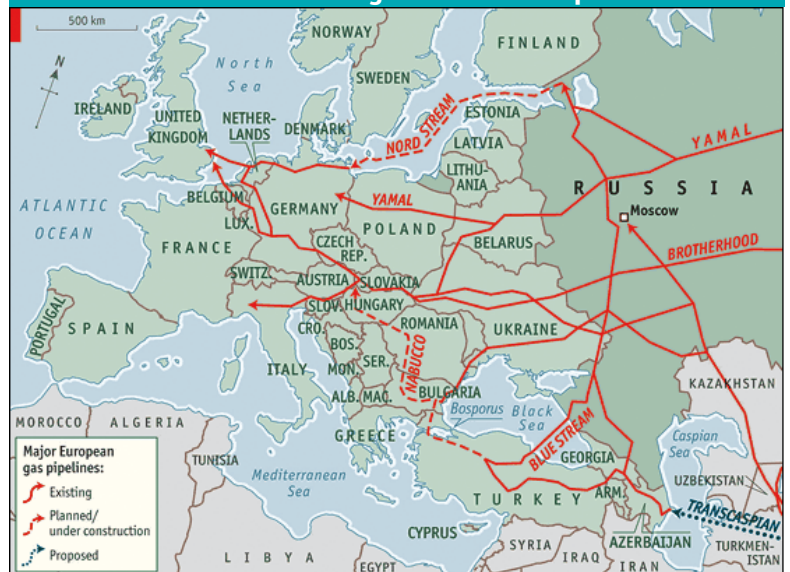 500 km
N
NORWAY
FINLAND
North
Sea
SWEDEN
IRELAND
UNITED
KINGDOM
NETHER-
LANDS
DENMARK
NORD STREAM
ESTONIA
LATVIA
LITHU-
ANIA
YAMAL
RUSSIA
Moscow
ATLANTIC
OCEAN
BELGIUM
LUX.
GERMANY
YAMAL
POLAND
BELARUS
BROTHERHOOD
FRANCE
CZECH
REP.
SWITZ.
AUSTRIA
SLOVAKIA
SLOV.
HUNGARY
UKRAINE
PORTUGAL
SPAIN
ITALY
CRO.
BOS.
MON.
SER.
ROMANIA
NABUCCO
BULGARIA
ALB.
MAC.
GREECE
Bosporus
Black
Sea
BLUE STREAM
GEORGIA
KAZAKHSTAN
Caspian
Sea
UZBEKISTAN
MOROCCO
ALGERIA
TUNISIA
Mediterranean
Sea
TURKEY
ARM.
AZERBAIJAN
TRANSCASPIAN
TURKMEN-
ISTAN
CYPRUS
SYRIA
IRAQ
IRAN
LIBYA
EGYPT
Major European
gas pipelines:
Existing
Planned/
under construction
Proposed